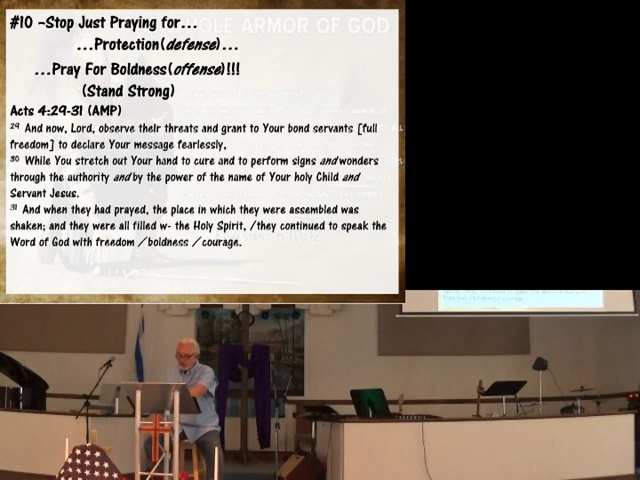 WHOLE ARMOR OF GOD
#10 –Stop Just Praying for...
...Protection(defense)...
...Pray For Boldness(offense)!!!
(Stand Strong)
Acts 4:29-31 (AMP)
29 And now, Lord, observe their threats and grant to Your bond servants [full
freedom] to declare Your message fearlessly,
30 While You stretch out Your hand to cure and to perform signs and wonders
through the authority and by the power of the name of Your holy Child and
Servant Jesus.
31 And when they had prayed, the place in which they were assembled was
shaken; and they were all filled w- the Holy Spirit, /they continued to speak the
Word of God with freedom /boldness /courage.